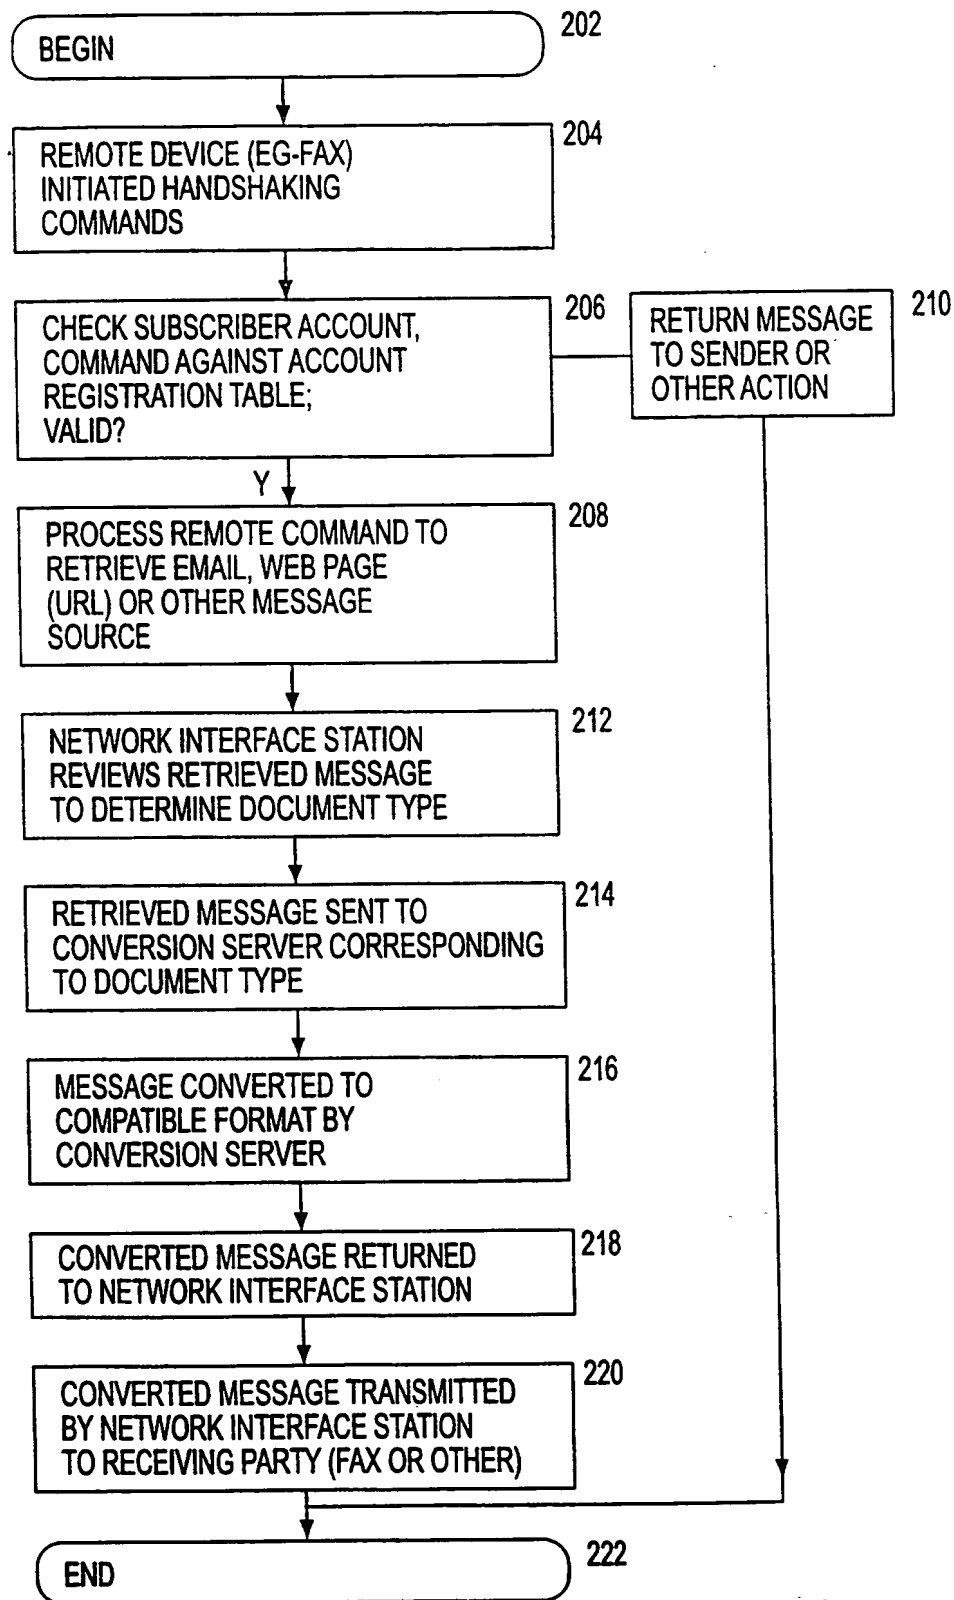 BEGIN
202
REMOTE DEVICE (EG-FAX)
INITIATED HANDSHAKING
COMMANDS
204
CHECK SUBSCRIBER ACCOUNT,
COMMAND AGAINST ACCOUNT
REGISTRATION TABLE;
VALID?
206
RETURN MESSAGE
TO SENDER OR
OTHER ACTION
210
Y
PROCESS REMOTE COMMAND TO
RETRIEVE EMAIL, WEB PAGE
(URL) OR OTHER MESSAGE
SOURCE
208
NETWORK INTERFACE STATION
REVIEWS RETRIEVED MESSAGE
TO DETERMINE DOCUMENT TYPE
212
RETRIEVED MESSAGE SENT TO
CONVERSION SERVER CORRESPONDING
TO DOCUMENT TYPE
214
MESSAGE CONVERTED TO
COMPATIBLE FORMAT BY
CONVERSION SERVER
216
CONVERTED MESSAGE RETURNED
TO NETWORK INTERFACE STATION
218
CONVERTED MESSAGE TRANSMITTED
BY NETWORK INTERFACE STATION
TO RECEIVING PARTY (FAX OR OTHER)
220
END
222